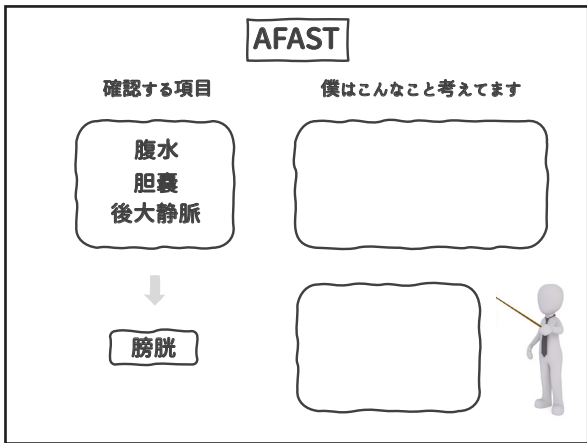 AFAST
確認する項目
僕はこんなこと考えてます
腹水
胆嚢
後大静脈
膀胱